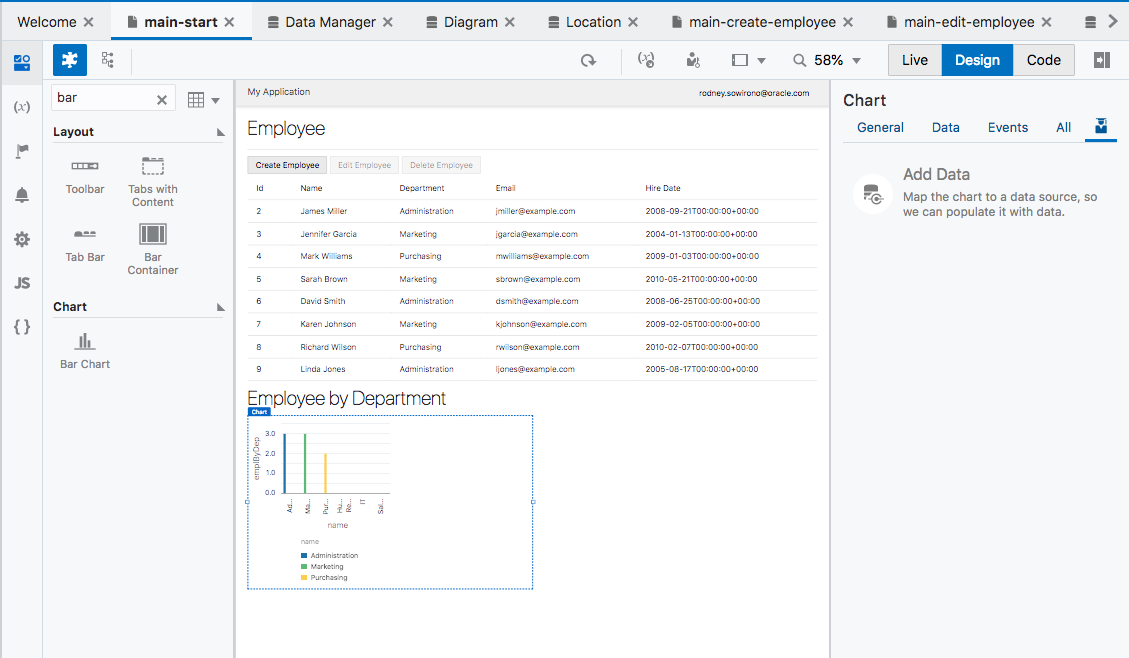 Welcome
main-start
Data Manager
Diagram
Location
main-create-employee
main-edit-employee
58%
Live
Design
Code
bar
Layout
Toolbar
Tabs with
Content
Tab Bar
Bar
Container
Chart
Bar Chart
(x)
JS
{ }
My Application
rodney.sowirono@oracle.com
Employee
Create Employee
Edit Employee
Delete Employee
Id Name Department Email Hire Date
2 James Miller Administration jmiller@example.com 2008-09-21T00:00:00+00:00
3 Jennifer Garcia Marketing jgarcia@example.com 2004-01-13T00:00:00+00:00
4 Mark Williams Purchasing mwilliams@example.com 2009-01-03T00:00:00+00:00
5 Sarah Brown Marketing sbrown@example.com 2010-05-21T00:00:00+00:00
6 David Smith Administration dsmith@example.com 2008-06-25T00:00:00+00:00
7 Karen Johnson Marketing kjohnson@example.com 2009-02-05T00:00:00+00:00
8 Richard Wilson Purchasing rwilson@example.com 2010-02-07T00:00:00+00:00
9 Linda Jones Administration ljones@example.com 2005-08-17T00:00:00+00:00
Employee by Department
Chart
emplByDep
3.0
2.0
1.0
0.0
Ad...
Ma...
Pur...
Hu...
Re...
IT
Sal...
name
name
Administration
Marketing
Purchasing
Chart
General
Data
Events
All
Add Data
Map the chart to a data source, so
we can populate it with data.